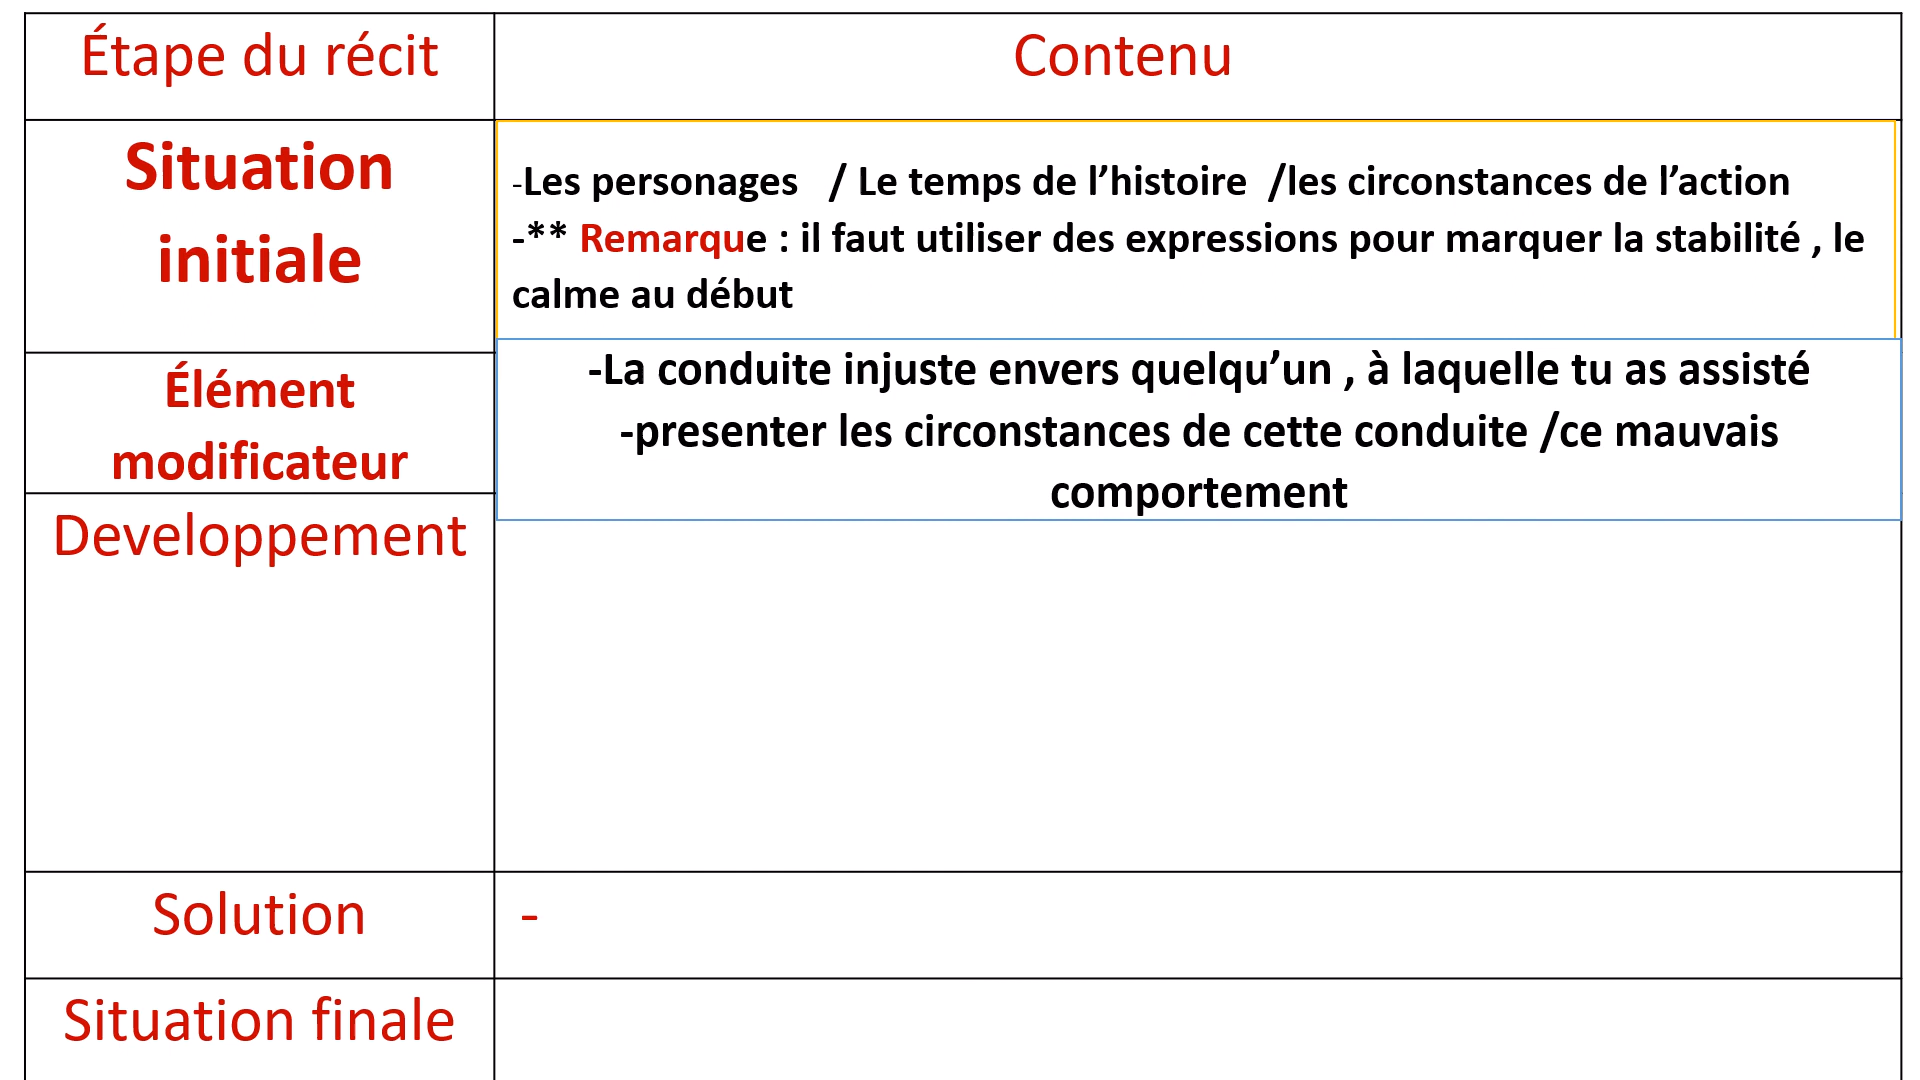 Étape du récit
Contenu
Situation
initiale
-Les personages / Le temps de l’histoire /les circonstances de l’action
-** Remarque : il faut utiliser des expressions pour marquer la stabilité , le
calme au début
Élément
modificateur
-La conduite injuste envers quelqu’un , à laquelle tu as assisté
-presenter les circonstances de cette conduite /ce mauvais
comportement
Developpement
Solution
-
Situation finale